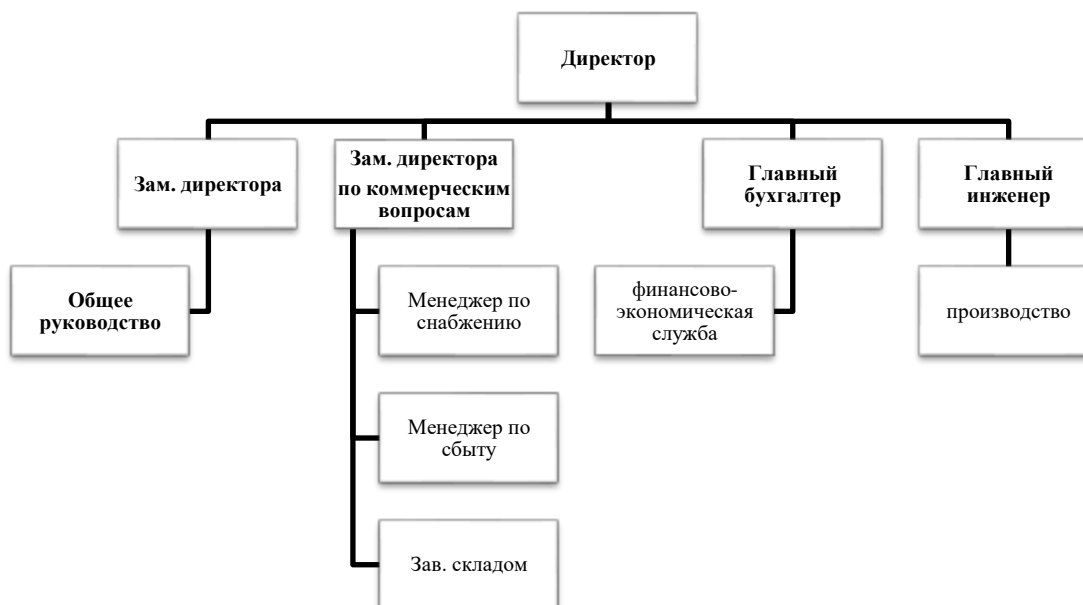 Директор
Зам. директора
Зам. директора
по коммерческим
вопросам
Главный
бухгалтер
Главный
инженер
Общее
руководство
Менеджер по
снабжению
финансово-
экономическая
служба
производство
Менеджер по
сбыту
Зав. складом